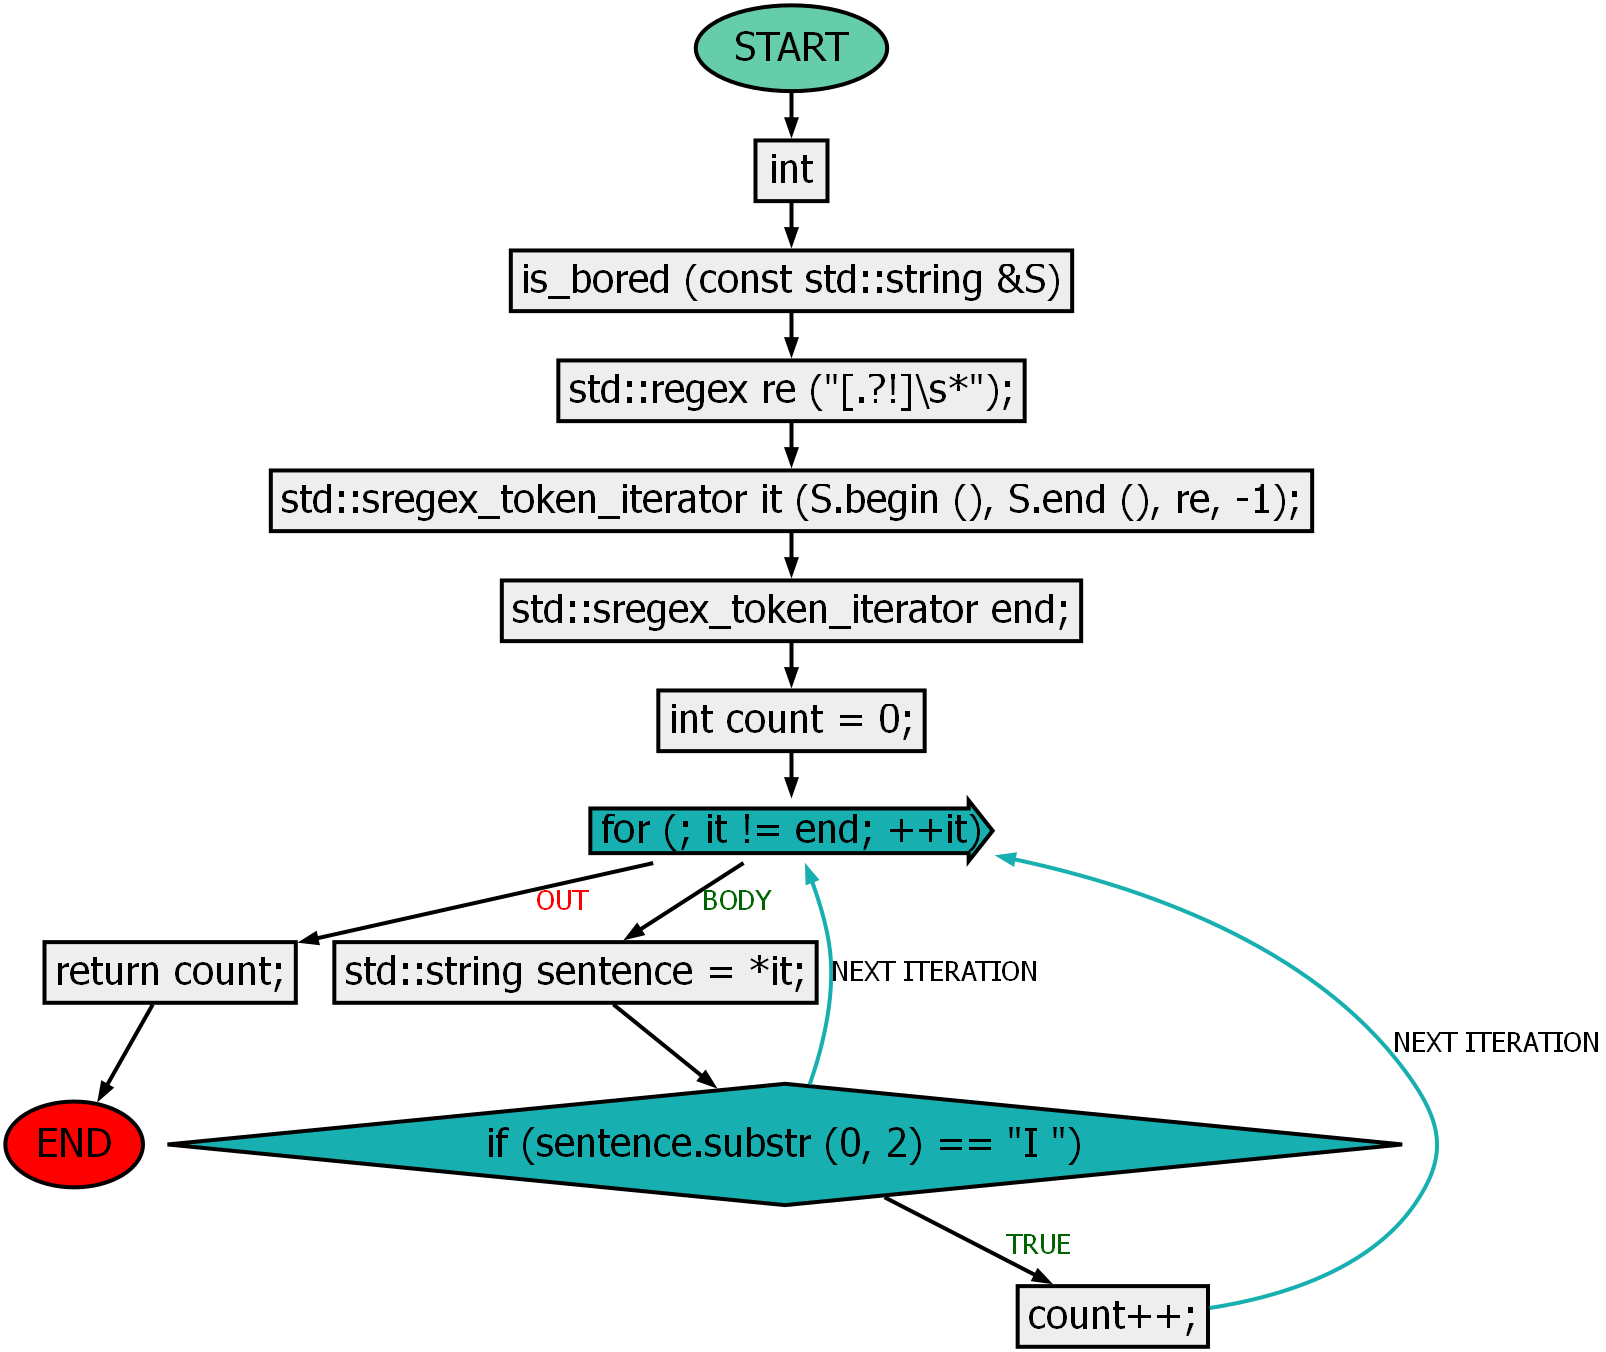 START
int
is_bored (const std::string &S)
std::regex re ("[.?!]\s*");
std::sregex_token_iterator it (S.begin (), S.end (), re, -1);
std::sregex_token_iterator end;
int count = 0;
for (; it != end; ++it)
OUT
BODY
return count;
std::string sentence = *it;
NEXT ITERATION
NEXT ITERATION
END
if (sentence.substr (0, 2) == "I ")
TRUE
count++;